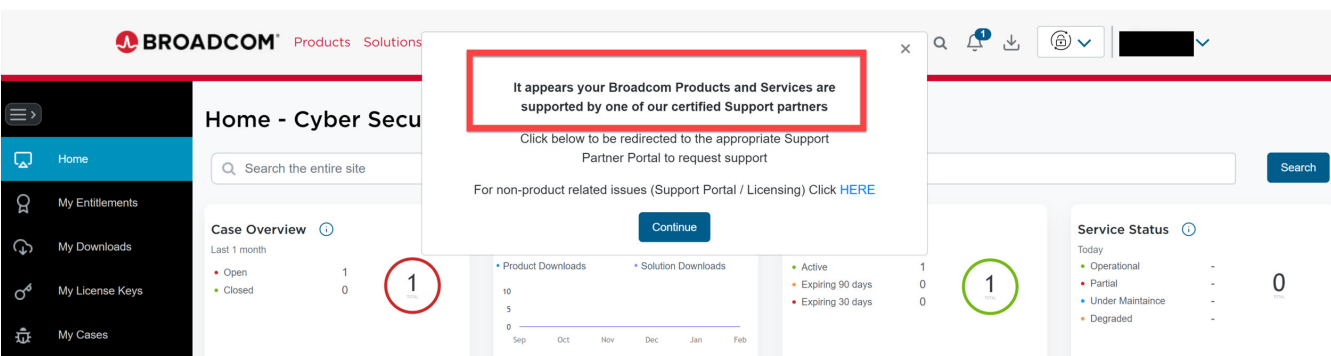 BROADCOM
Products Solutions
1
It appears your Broadcom Products and Services are
supported by one of our certified Support partners
Click below to be redirected to the appropriate Support
Partner Portal to request support
For non-product related issues (Support Portal / Licensing) Click HERE
Continue
Home
My Entitlements
My Downloads
My License Keys
My Cases
Home - Cyber Secu
Search the entire site
Search
Case Overview
Last 1 month
Open 1
Closed 0
1
TOTAL
Product Downloads
Solution Downloads
10
5
0
Sep Oct Nov Dec Jan Feb
Active 1
Expiring 90 days 0
Expiring 30 days 0
1
TOTAL
Service Status
Today
Operational -
Partial -
Under Maintaince -
Degraded -
0
TOTAL